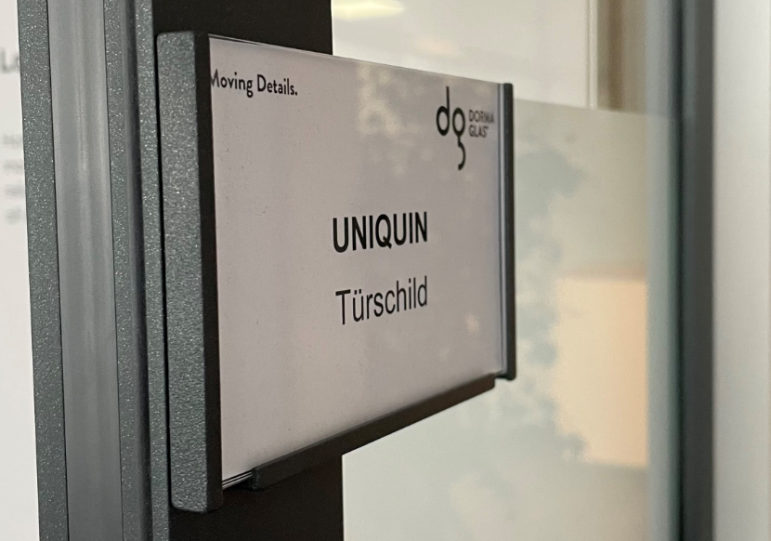 Moving Details.
dg DORMA
GLAS
UNIQUIN
Türschild